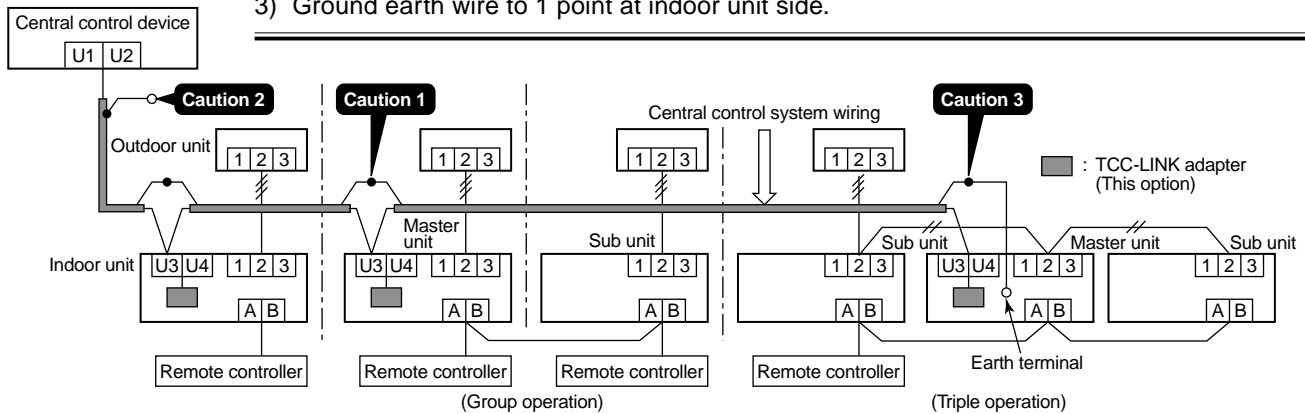 3) Ground earth wire to 1 point at indoor unit side.
Central control device
U1 U2
Caution 2
Caution 1
Caution 3
Central control system wiring
Outdoor unit
1 2 3
1 2 3
1 2 3
1 2 3
: TCC-LINK adapter
(This option)
Master
unit
Sub unit
Sub unit
Master unit
Sub unit
Indoor unit
U3 U4
1 2 3
U3 U4
1 2 3
1 2 3
1 2 3
U3 U4
1 2 3
1 2 3
A B
A B
A B
A B
A B
A B
Earth terminal
Remote controller
Remote controller
Remote controller
Remote controller
(Group operation)
(Triple operation)